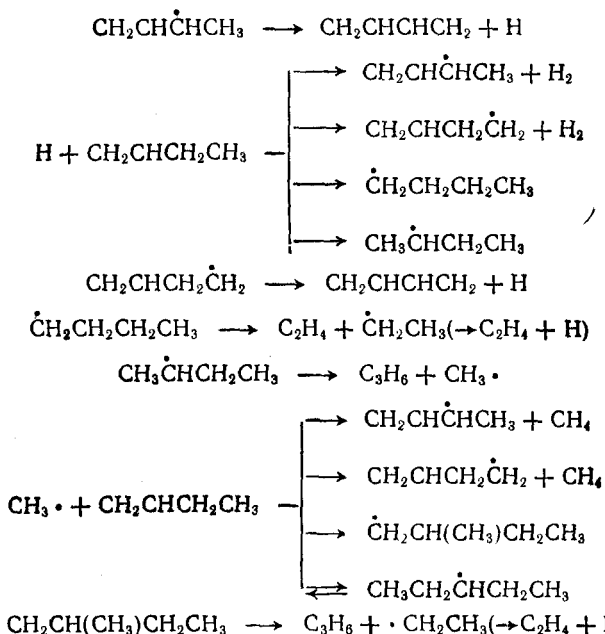 CH₂CHĊHCH₃ ⟶ CH₂CHCHCH₂ + H
⟶ CH₂CHĊHCH₃ + H₂
⟶ CH₂CHCH₂ĊH₂ + H₂
H + CH₂CHCH₂CH₃
⟶ ĊH₂CH₂CH₂CH₃
⟶ CH₃ĊHCH₂CH₃
CH₂CHCH₂ĊH₂ ⟶ CH₂CHCHCH₂ + H
ĊH₂CH₂CH₂CH₃ ⟶ C₂H₄ + ĊH₂CH₃(→C₂H₄ + H)
CH₃ĊHCH₂CH₃ ⟶ C₃H₆ + CH₃•
⟶ CH₂CHĊHCH₃ + CH₄
⟶ CH₂CHCH₂ĊH₂ + CH₄
CH₃• + CH₂CHCH₂CH₃
⟶ ĊH₂CH(CH₃)CH₂CH₃
⇄ CH₃CH₂ĊHCH₂CH₃
CH₂CH(CH₃)CH₂CH₃ ⟶ C₃H₆ + •CH₂CH₃(→C₂H₄ +